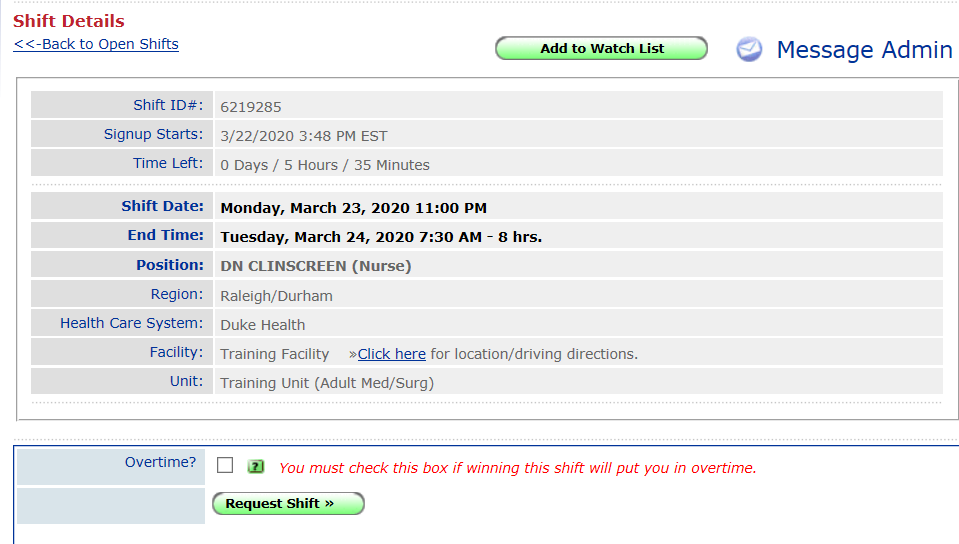 Shift Details
<<-Back to Open Shifts
Add to Watch List
Message Admin
Shift ID#: 6219285
Signup Starts: 3/22/2020 3:48 PM EST
Time Left: 0 Days / 5 Hours / 35 Minutes
Shift Date: Monday, March 23, 2020 11:00 PM
End Time: Tuesday, March 24, 2020 7:30 AM - 8 hrs.
Position: DN CLINSCREEN (Nurse)
Region: Raleigh/Durham
Health Care System: Duke Health
Facility: Training Facility »Click here for location/driving directions.
Unit: Training Unit (Adult Med/Surg)
Overtime? ? You must check this box if winning this shift will put you in overtime.
Request Shift »